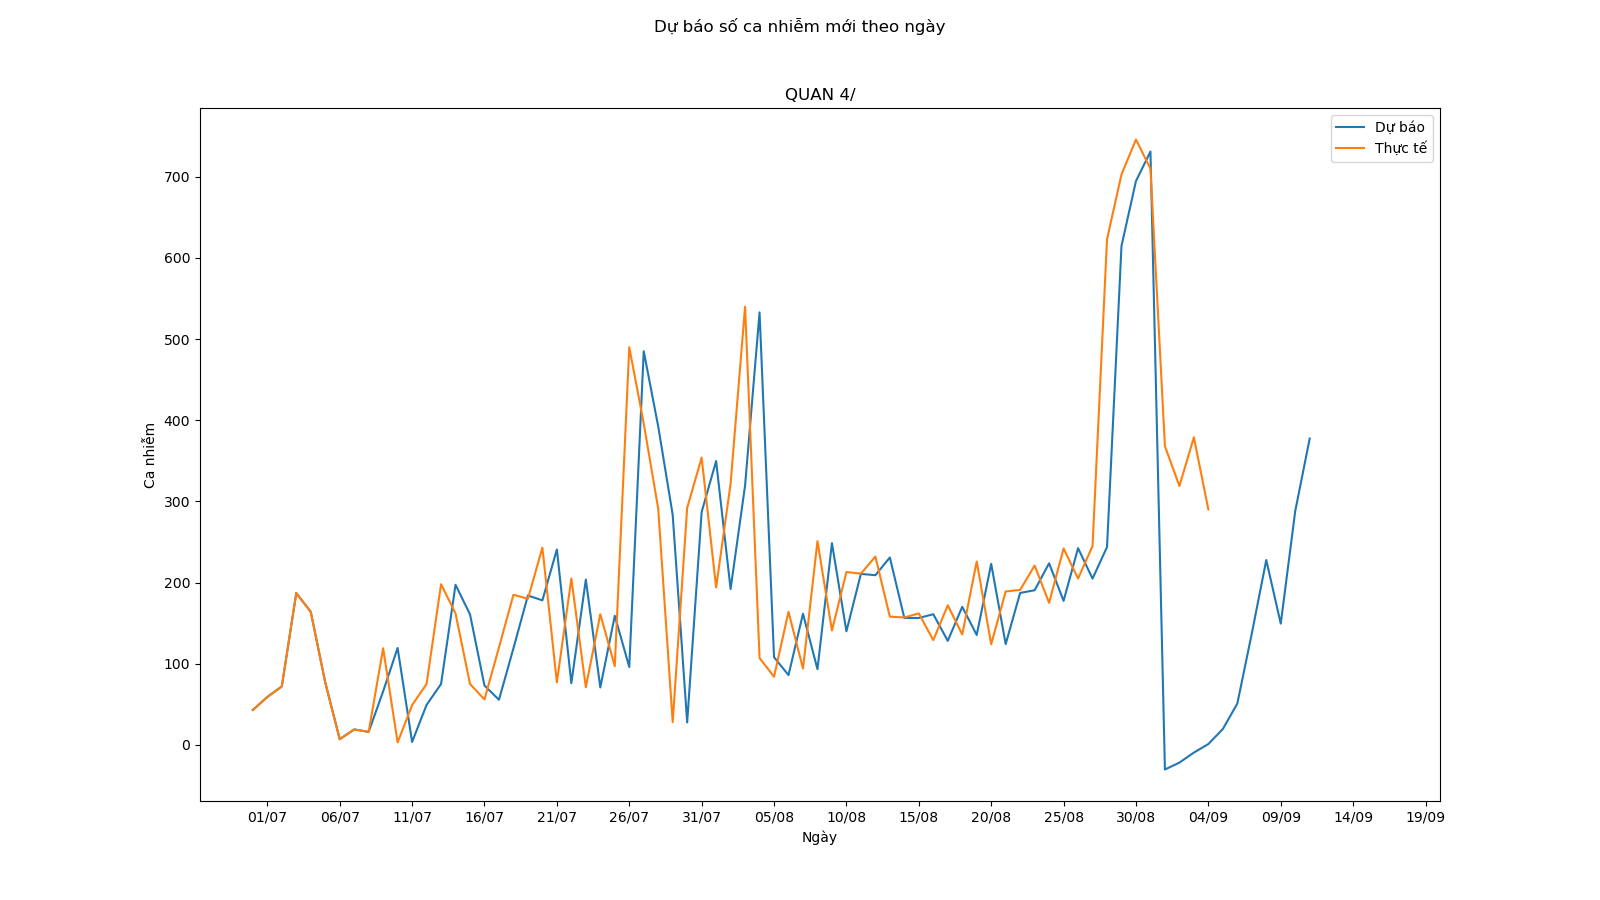 Dự báo số ca nhiễm mới theo ngày
QUAN 4/
Dự báo
Thực tế
700
600
500
400
300
200
100
0
Ca nhiễm
01/07 06/07 11/07 16/07 21/07 26/07 31/07 05/08 10/08 15/08 20/08 25/08 30/08 04/09 09/09 14/09 19/09
Ngày